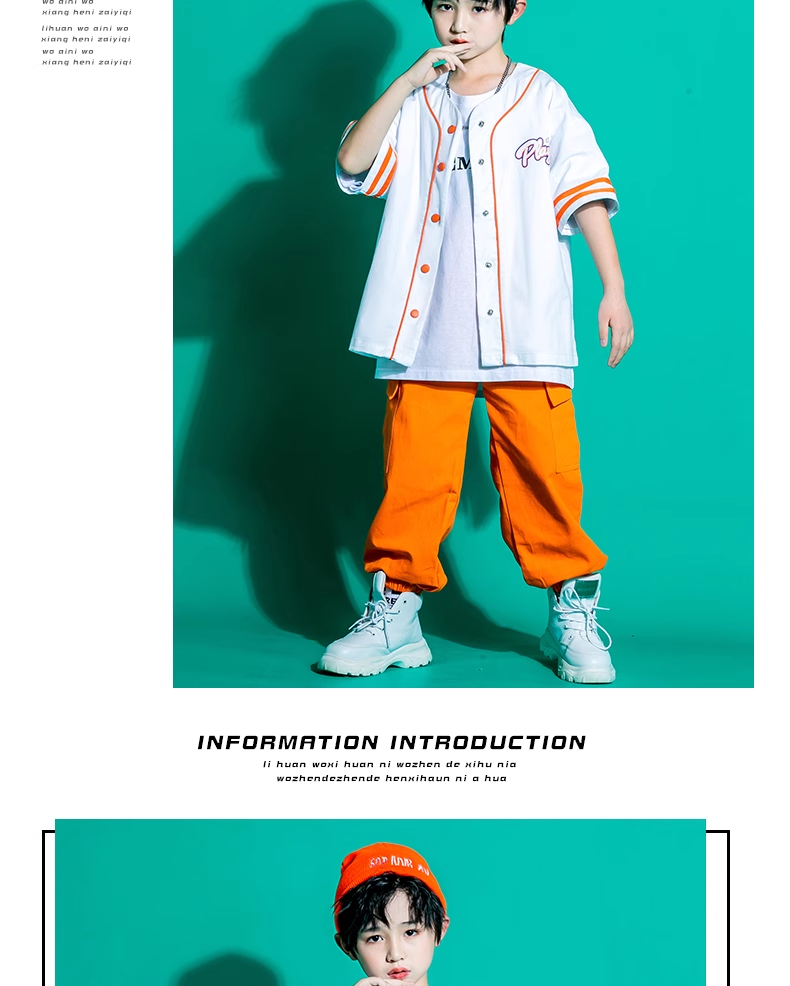 wo aini wo
xiang heni zaiyiqi
lihuan wo aini wo
xiang heni zaiyiqi
wo aini wo
xiang heni zaiyiqi
Play
INFORMATION INTRODUCTION
li huan woxi huan ni wozhen de xihu nia
wozhendezhende henxihaun ni a hua